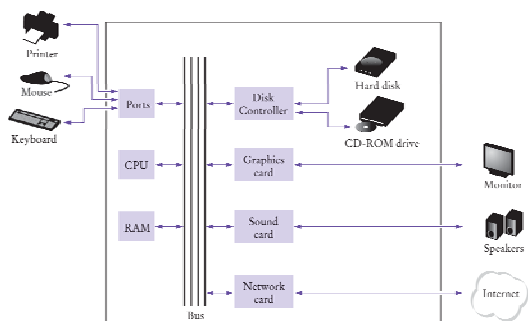 Printer
Mouse
Keyboard
Ports
CPU
RAM
Bus
Disk
Controller
Graphics
card
Sound
card
Network
card
Hard disk
CD-ROM drive
Monitor
Speakers
Internet